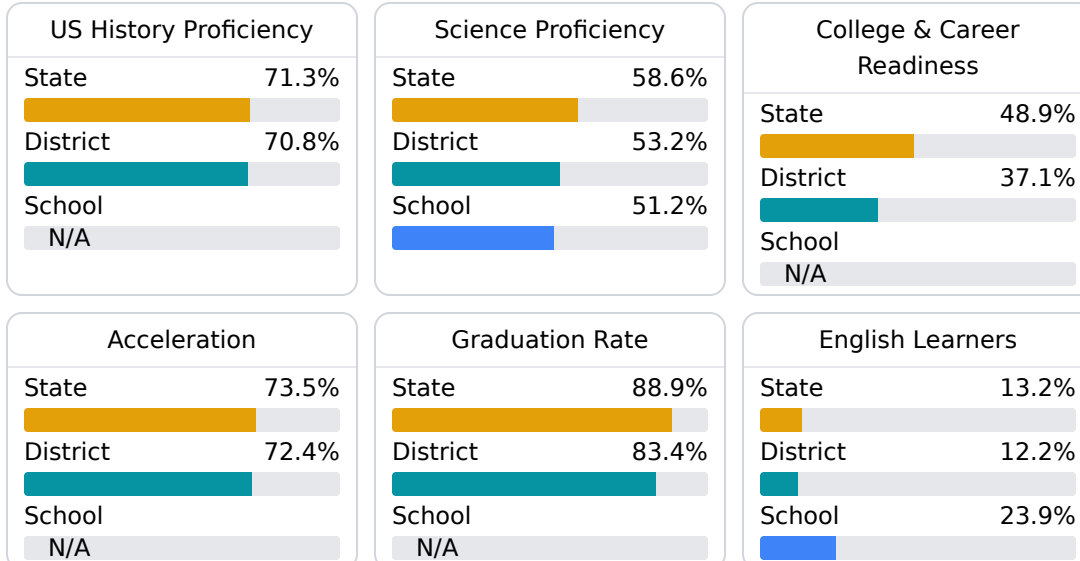 US History Proficiency
State 71.3%
District 70.8%
School
N/A
Science Proficiency
State 58.6%
District 53.2%
School 51.2%
College & Career
Readiness
State 48.9%
District 37.1%
School
N/A
Acceleration
State 73.5%
District 72.4%
School
N/A
Graduation Rate
State 88.9%
District 83.4%
School
N/A
English Learners
State 13.2%
District 12.2%
School 23.9%